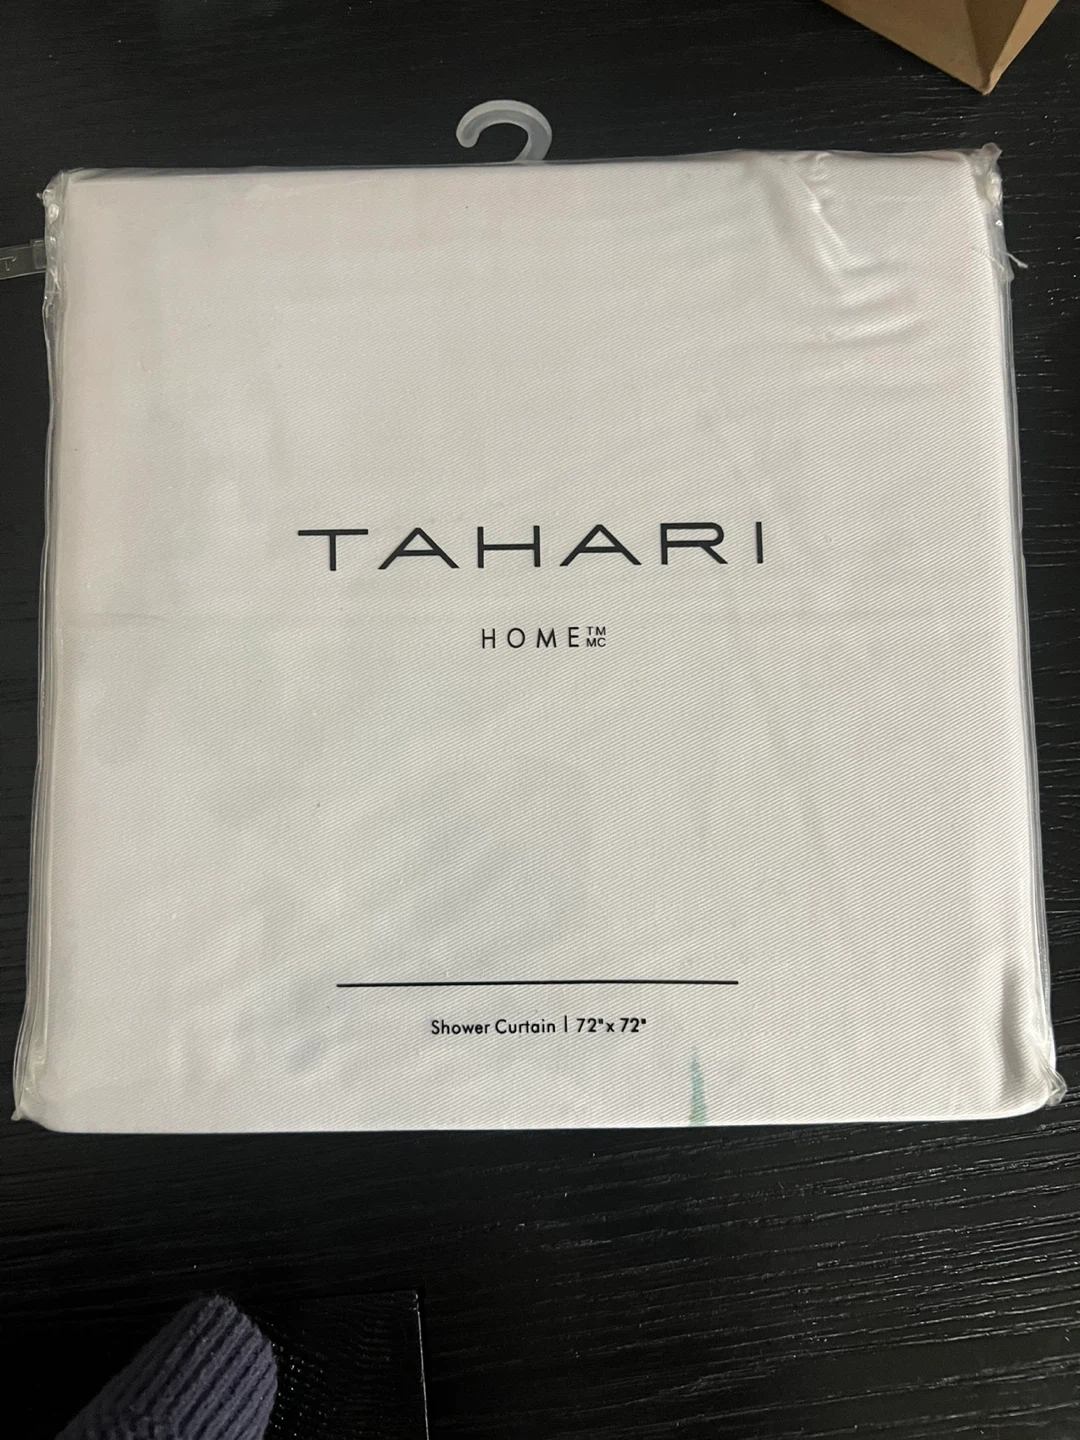 TAHARI
HOME™MC
Shower Curtain | 72"x 72"